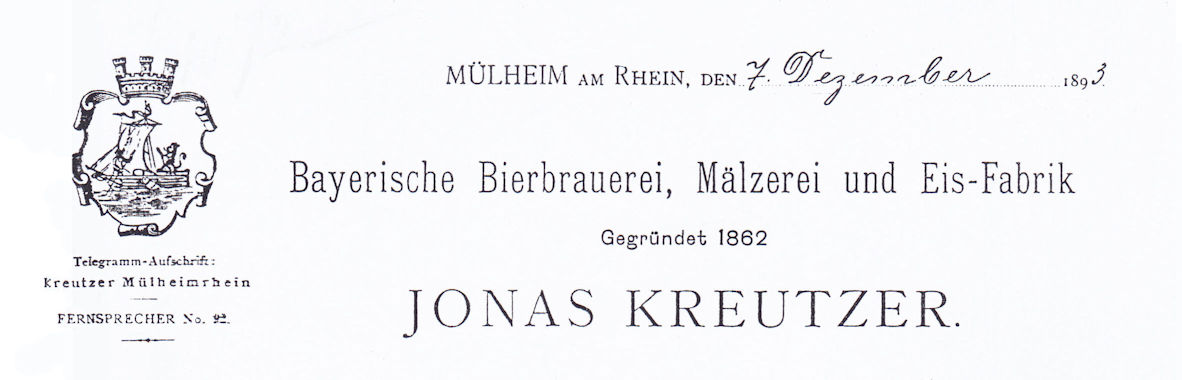 MÜLHEIM AM RHEIN, DEN 7. Dezember 1893
Bayerische Bierbrauerei, Mälzerei und Eis-Fabrik
Gegründet 1862
JONAS KREUTZER.
Telegramm-Aufschrift:
Kreutzer Mülheimrhein
FERNSPRECHER No. 92.